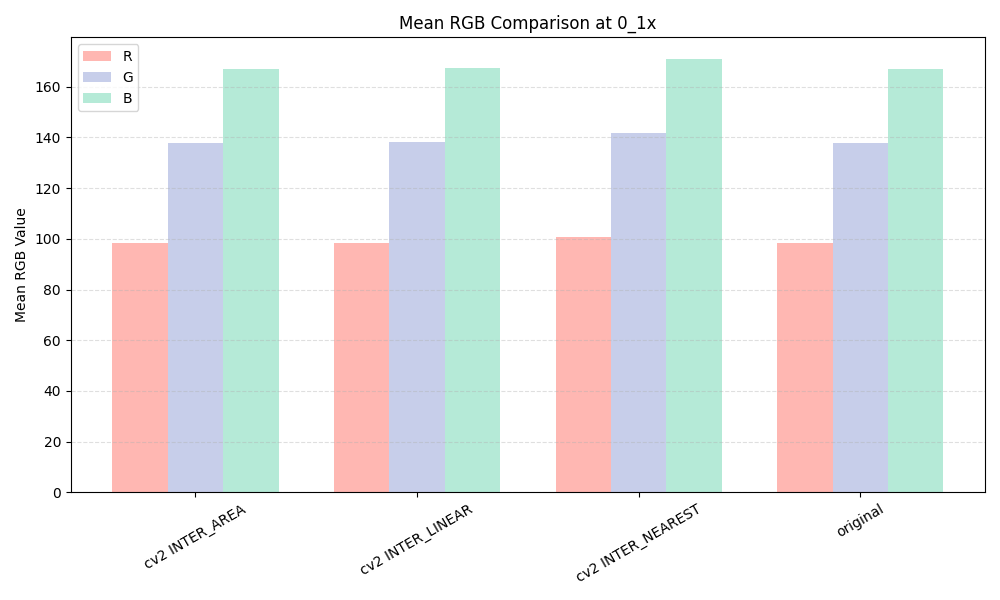 Mean RGB Comparison at 0_1x
R
G
B
Mean RGB Value
160
140
120
100
80
60
40
20
0
cv2 INTER_AREA
cv2 INTER_LINEAR
cv2 INTER_NEAREST
original